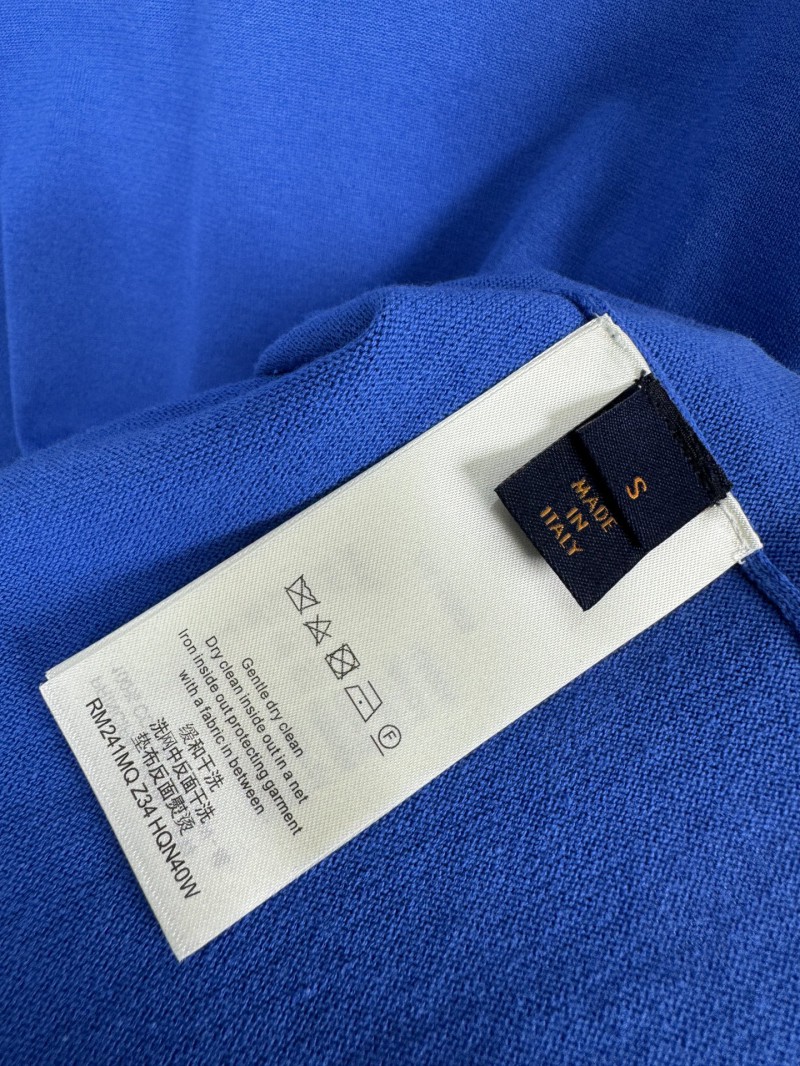 S
MADE
IN
ITALY
F
Gentle dry clean
Dry clean inside out in a net
Iron inside out protecting garment
with a fabric in between
缓和干洗
洗网中反面干洗
垫布反面熨烫
RM241MQ Z34 HQN40W